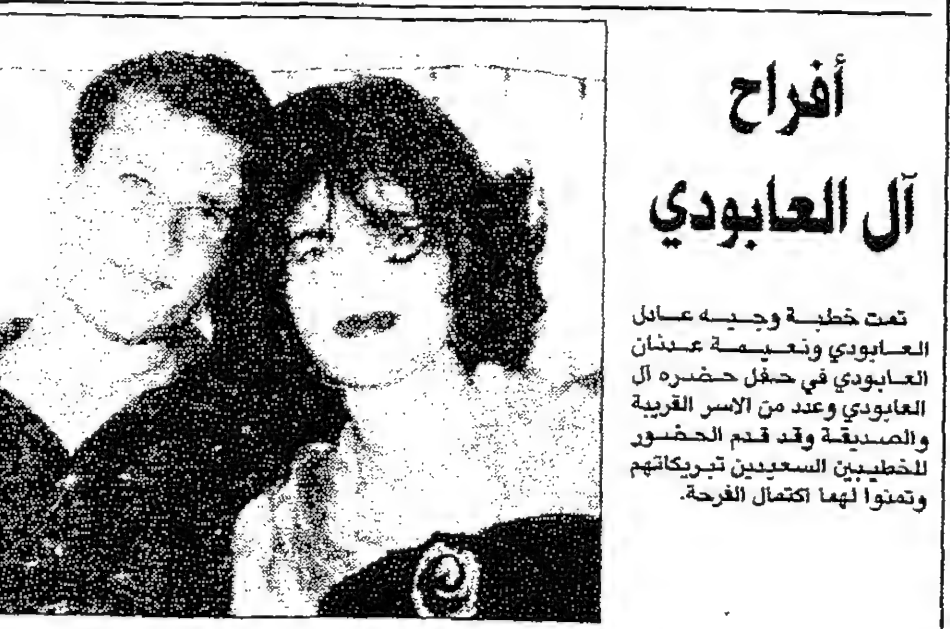 أفراح
آل العابودي
تمت خطبة وجيه عادل
العابودي ونعيمة عدنان
العابودي في حفل حضره آل
العابودي وعدد من الاسر القريبة
والصديقة وقد قدم الحضور
للخطيبين السعيدين تبريكاتهم
وتمنوا لهما اكتمال الفرحة.